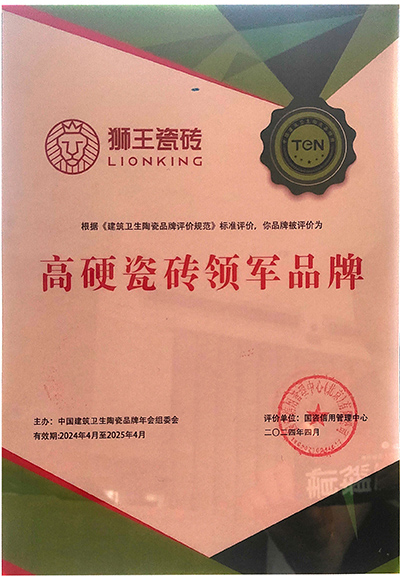 狮王瓷砖
LIONKING
TEN
根据《建筑卫生陶瓷品牌评价规范》标准评价，你品牌被评价为
高硬瓷砖领军品牌
主办：中国建筑卫生陶瓷品牌年会组委会
有效期:2024年4月至2025年4月
评价单位：国咨信用管理中心
二〇二四年四月